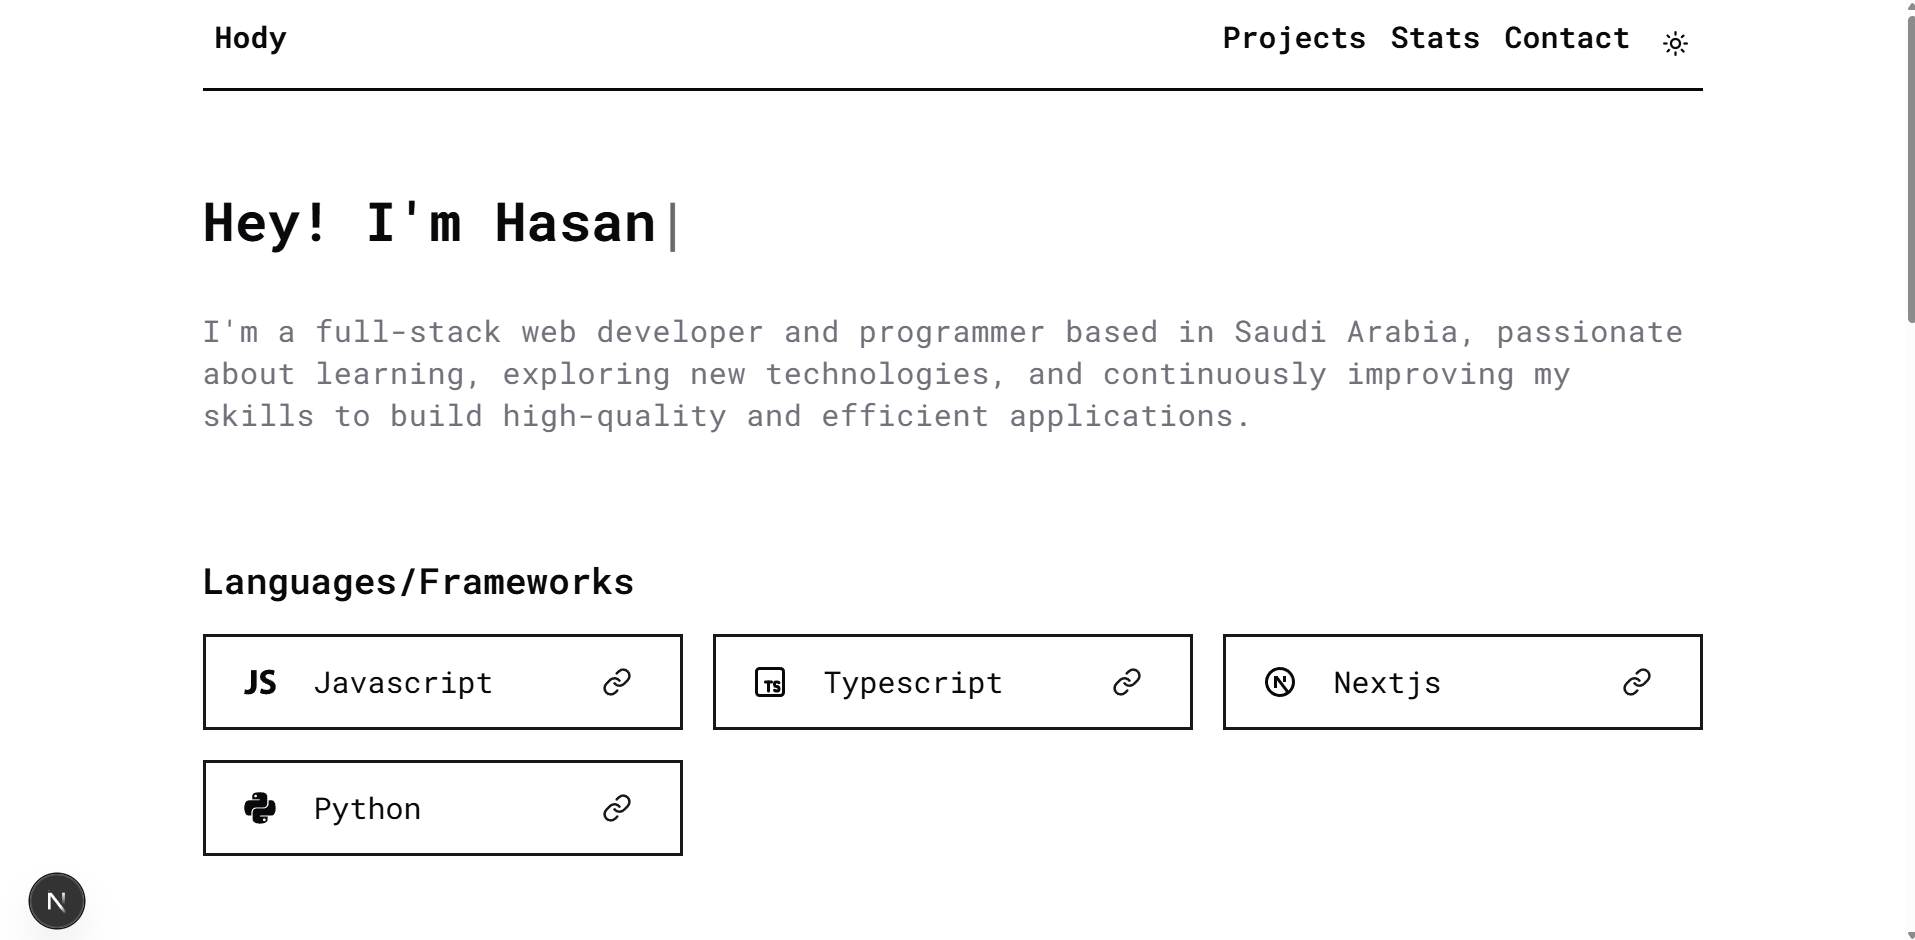 Hody
Projects Stats Contact
Hey! I'm Hasan|
I'm a full-stack web developer and programmer based in Saudi Arabia, passionate
about learning, exploring new technologies, and continuously improving my
skills to build high-quality and efficient applications.
Languages/Frameworks
JS Javascript
TS Typescript
N Nextjs
Python
N